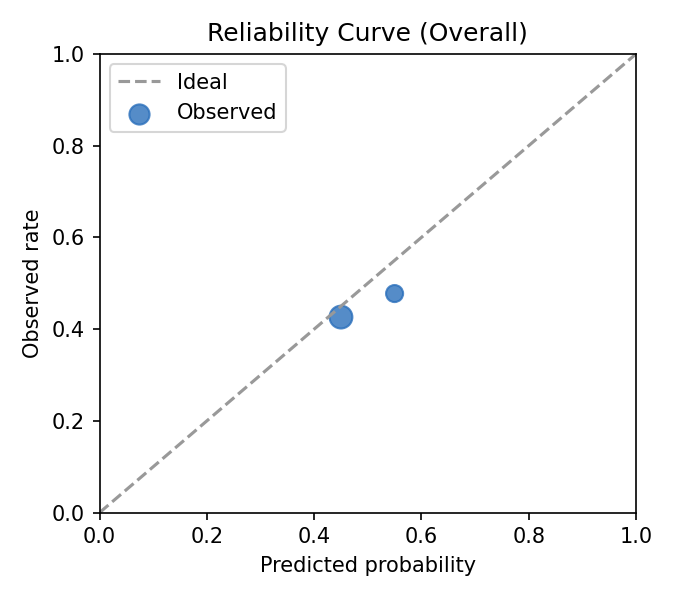 Reliability Curve (Overall)
Ideal
Observed
Observed rate
1.0
0.8
0.6
0.4
0.2
0.0
0.0 0.2 0.4 0.6 0.8 1.0
Predicted probability